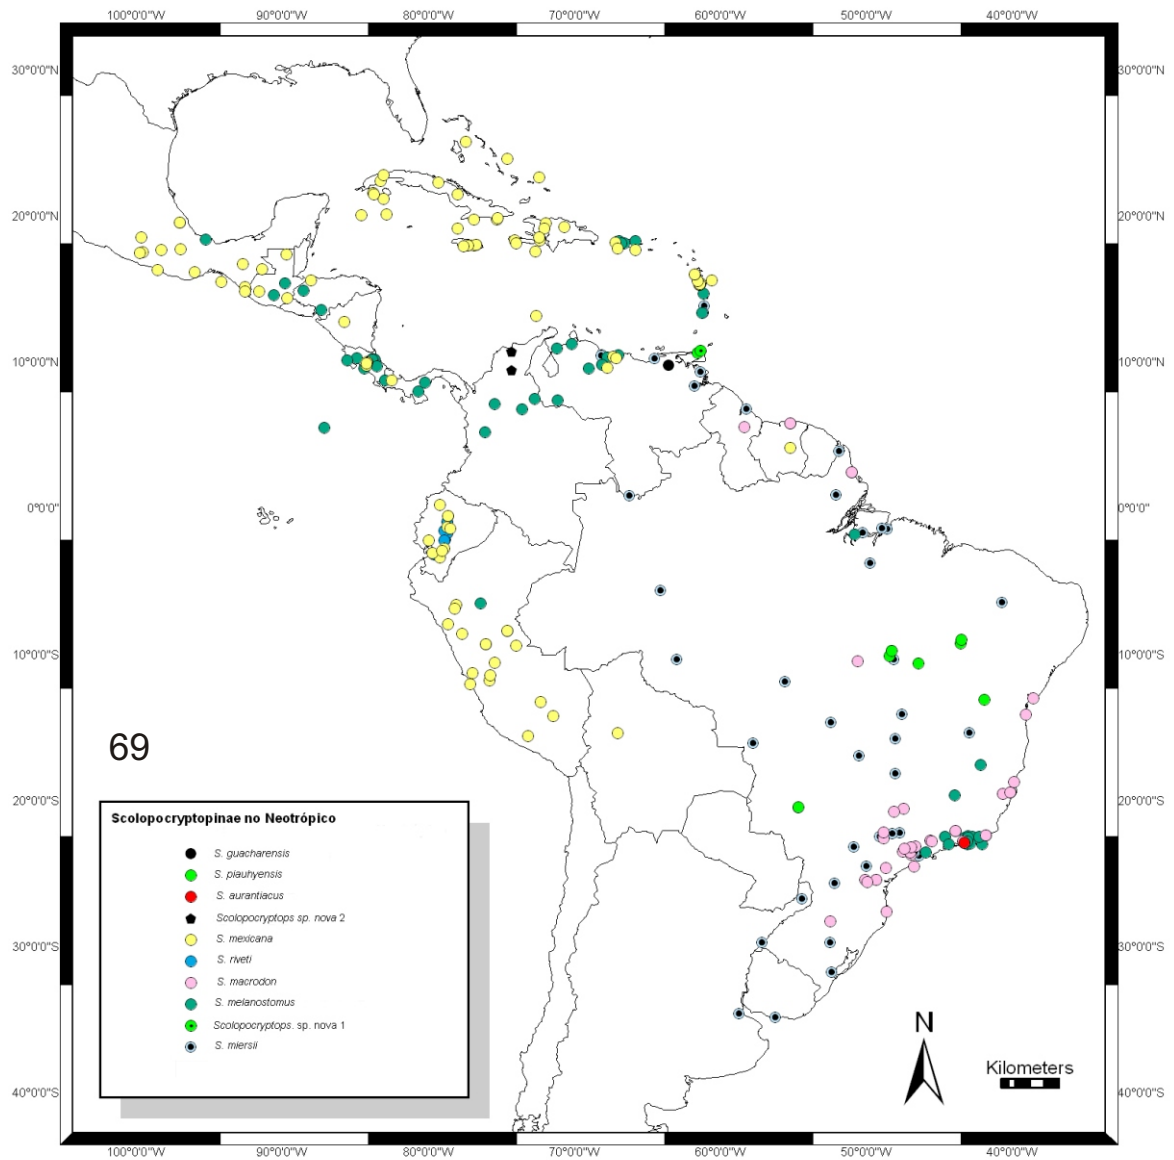 100°0'0"W 90°0'0"W 80°0'0"W 70°0'0"W 60°0'0"W 50°0'0"W 40°0'0"W
30°0'0"N 30°0'0"N
20°0'0"N 20°0'0"N
10°0'0"N 10°0'0"N
0°0'0" 0°0'0"
10°0'0"S 10°0'0"S
69
20°0'0"S 20°0'0"S
Scolopocryptopinae no Neotrópico
S. guacharensis
S. piauhyensis
S. aurantiacus
Scolopocryptops sp. nova 2
S. mexicana
S. riveti
S. macrodon
S. melanostomus
Scolopocryptops. sp. nova 1
S. miersii
30°0'0"S 30°0'0"S
N
Kilometers
40°0'0"S 40°0'0"S
100°0'0"W 90°0'0"W 80°0'0"W 70°0'0"W 60°0'0"W 50°0'0"W 40°0'0"W